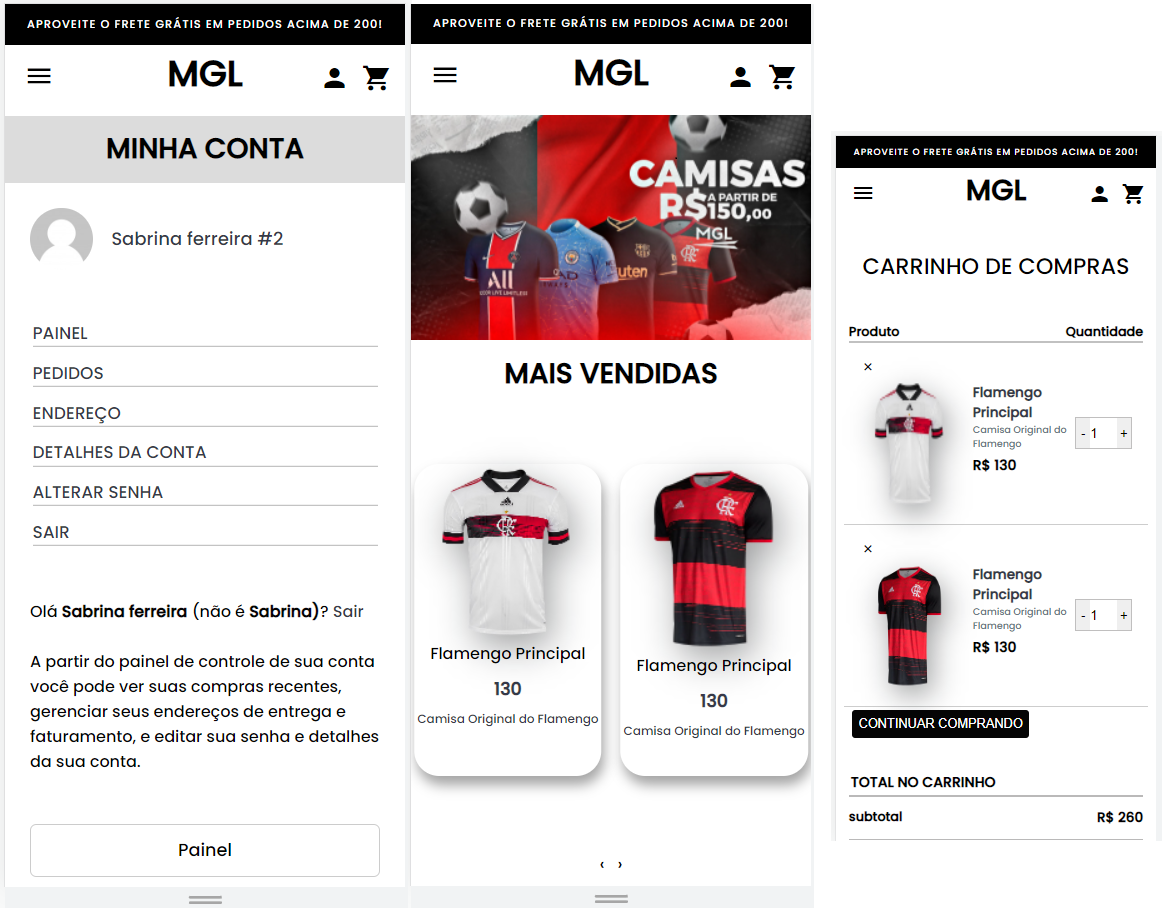 APROVEITE O FRETE GRÁTIS EM PEDIDOS ACIMA DE 200!
MGL
MINHA CONTA
Sabrina ferreira #2
PAINEL
PEDIDOS
ENDEREÇO
DETALHES DA CONTA
ALTERAR SENHA
SAIR
Olá Sabrina ferreira (não é Sabrina)? Sair
A partir do painel de controle de sua conta
você pode ver suas compras recentes,
gerenciar seus endereços de entrega e
faturamento, e editar sua senha e detalhes
da sua conta.
Painel
APROVEITE O FRETE GRÁTIS EM PEDIDOS ACIMA DE 200!
MGL
CAMISAS
R$ A PARTIR DE
150,00
MGL
ALL
MAIS VENDIDAS
Flamengo Principal
130
Camisa Original do Flamengo
Flamengo Principal
130
Camisa Original do Flamengo
‹ ›
APROVEITE O FRETE GRÁTIS EM PEDIDOS ACIMA DE 200!
MGL
CARRINHO DE COMPRAS
Produto Quantidade
×
Flamengo
Principal
Camisa Original do
Flamengo
R$ 130
- 1 +
×
Flamengo
Principal
Camisa Original do
Flamengo
R$ 130
- 1 +
CONTINUAR COMPRANDO
TOTAL NO CARRINHO
subtotal R$ 260